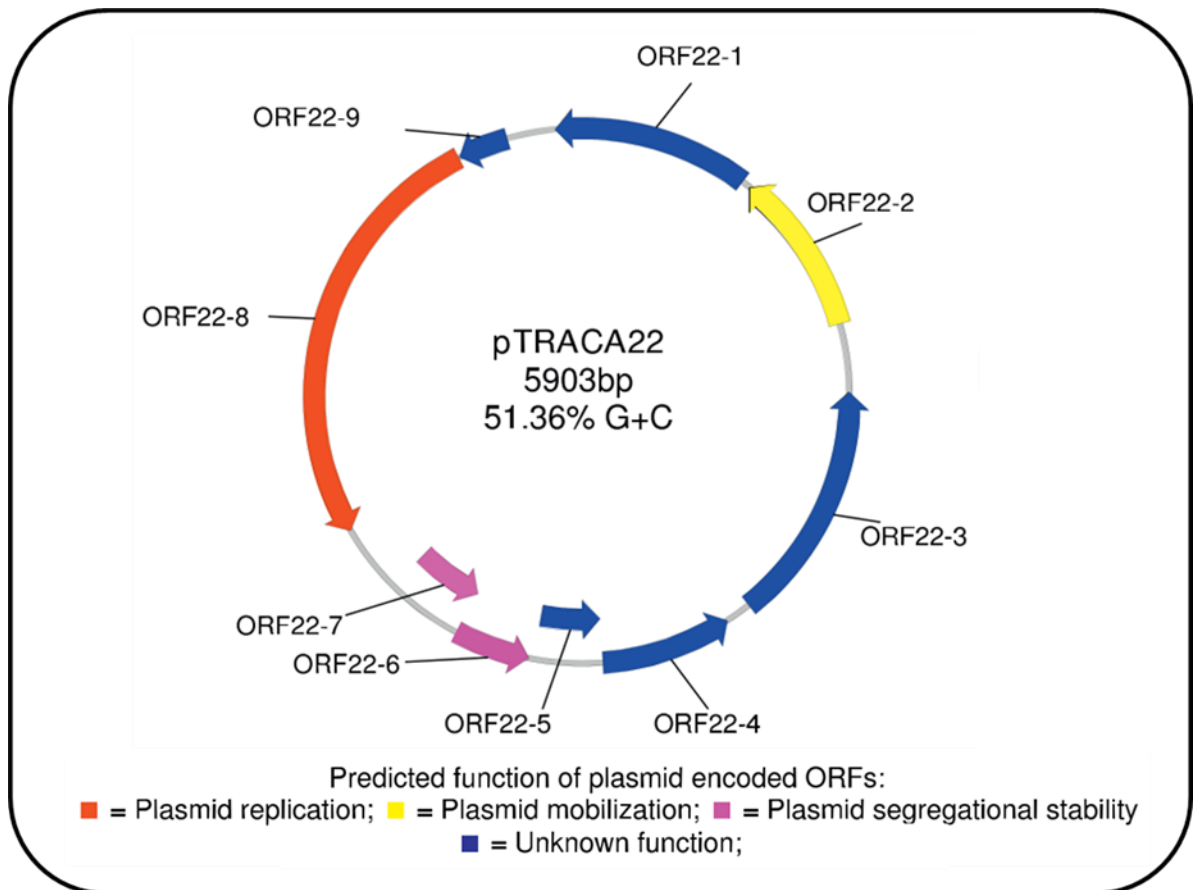 ORF22-1
ORF22-9
ORF22-2
ORF22-8
pTRACA22
5903bp
51.36% G+C
ORF22-3
ORF22-7
ORF22-6
ORF22-5
ORF22-4
Predicted function of plasmid encoded ORFs:
= Plasmid replication; = Plasmid mobilization; = Plasmid segregational stability
= Unknown function;